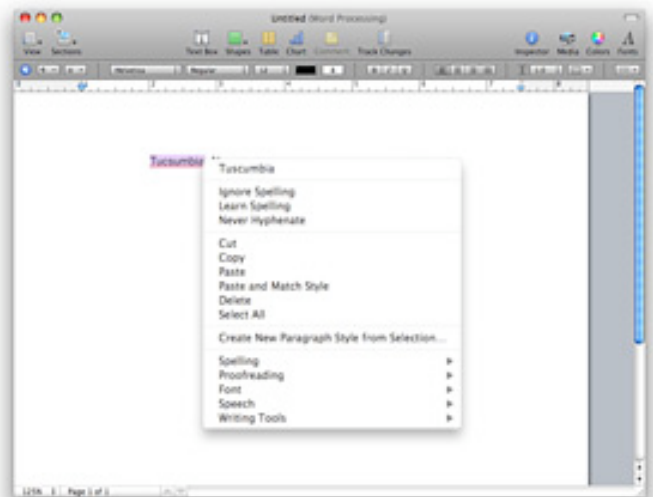 Untitled (Word Processing)
View Sections Text Box Shapes Table Chart Comment Track Changes Inspector Media Colors Fonts
Helvetica Regular 12
Tucsumbia
Tuscumbia
Ignore Spelling
Learn Spelling
Never Hyphenate
Cut
Copy
Paste
Paste and Match Style
Delete
Select All
Create New Paragraph Style from Selection...
Spelling
Proofreading
Font
Speech
Writing Tools
125% Page 1 of 1